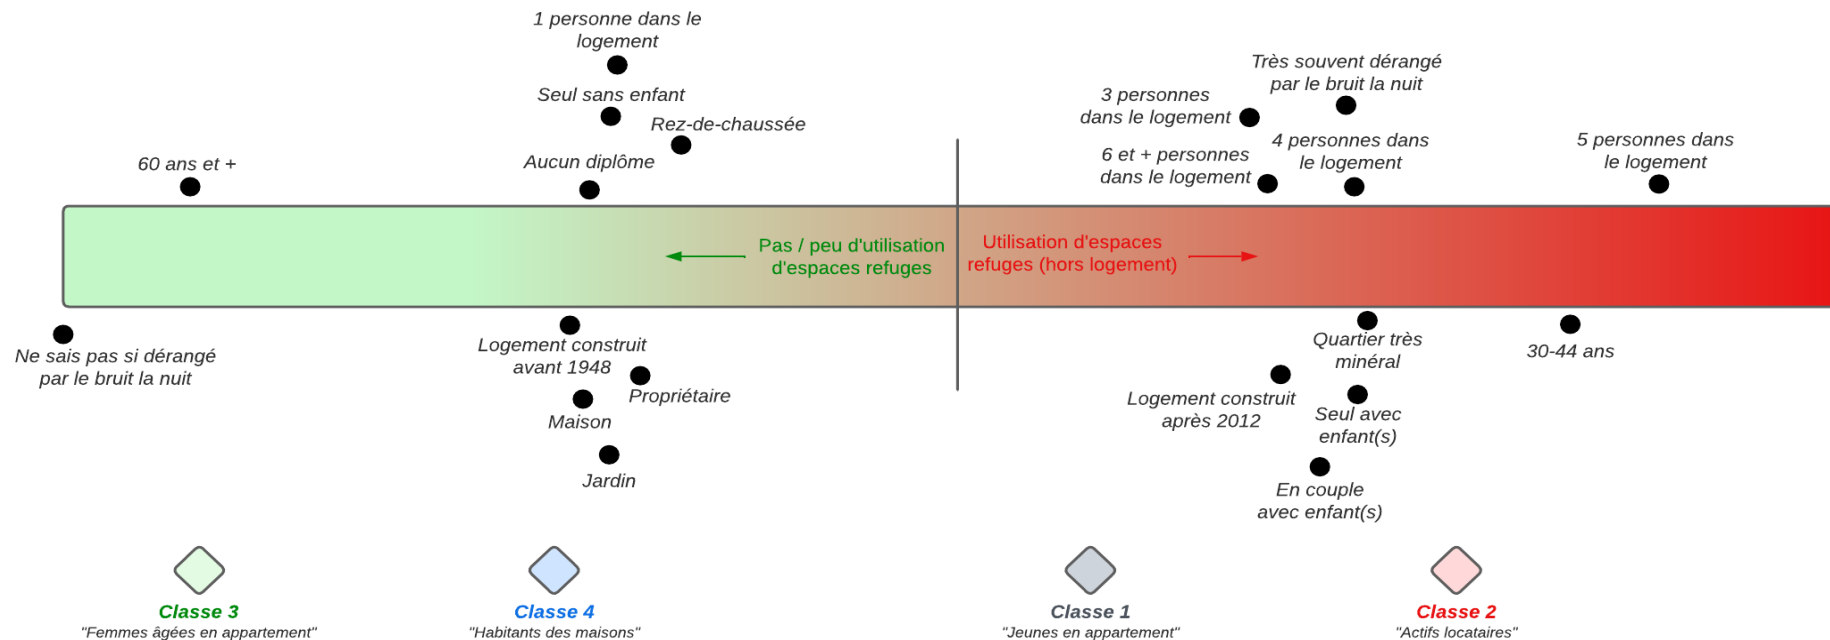 1 personne dans le
logement
Seul sans enfant
Rez-de-chaussée
Aucun diplôme
60 ans et +
Très souvent dérangé
par le bruit la nuit
3 personnes
dans le logement
4 personnes dans
le logement
6 et + personnes
dans le logement
5 personnes dans
le logement
Pas / peu d'utilisation
d'espaces refuges
Utilisation d'espaces
refuges (hors logement)
Ne sais pas si dérangé
par le bruit la nuit
Logement construit
avant 1948
Propriétaire
Maison
Jardin
Quartier très
minéral
30-44 ans
Logement construit
après 2012
Seul avec
enfant(s)
En couple
avec enfant(s)
Classe 3
"Femmes âgées en appartement"
Classe 4
"Habitants des maisons"
Classe 1
"Jeunes en appartement"
Classe 2
"Actifs locataires"